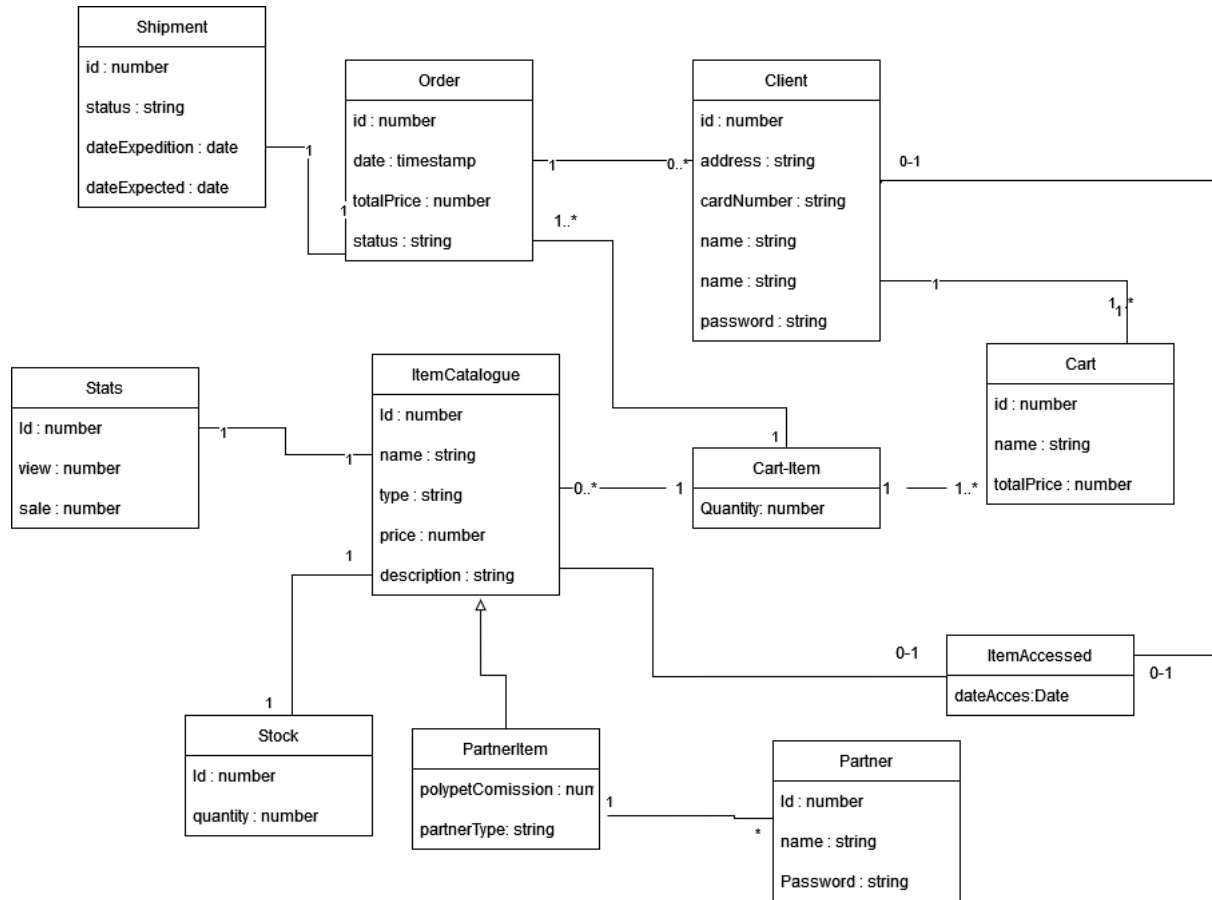 Shipment
id : number
status : string
dateExpedition : date
dateExpected : date
1
1
Order
id : number
date : timestamp
totalPrice : number
status : string
1
0..*
1..*
Client
id : number
address : string
cardNumber : string
name : string
name : string
password : string
0-1
1
1..*
1
Cart
id : number
name : string
totalPrice : number
Stats
Id : number
view : number
sale : number
1
1
ItemCatalogue
Id : number
name : string
type : string
price : number
description : string
0..*
1
1
Cart-Item
Quantity: number
1
1..*
1
1
Stock
Id : number
quantity : number
PartnerItem
polypetComission : num
partnerType: string
1
*
Partner
Id : number
name : string
Password : string
0-1
ItemAccessed
dateAcces:Date
0-1